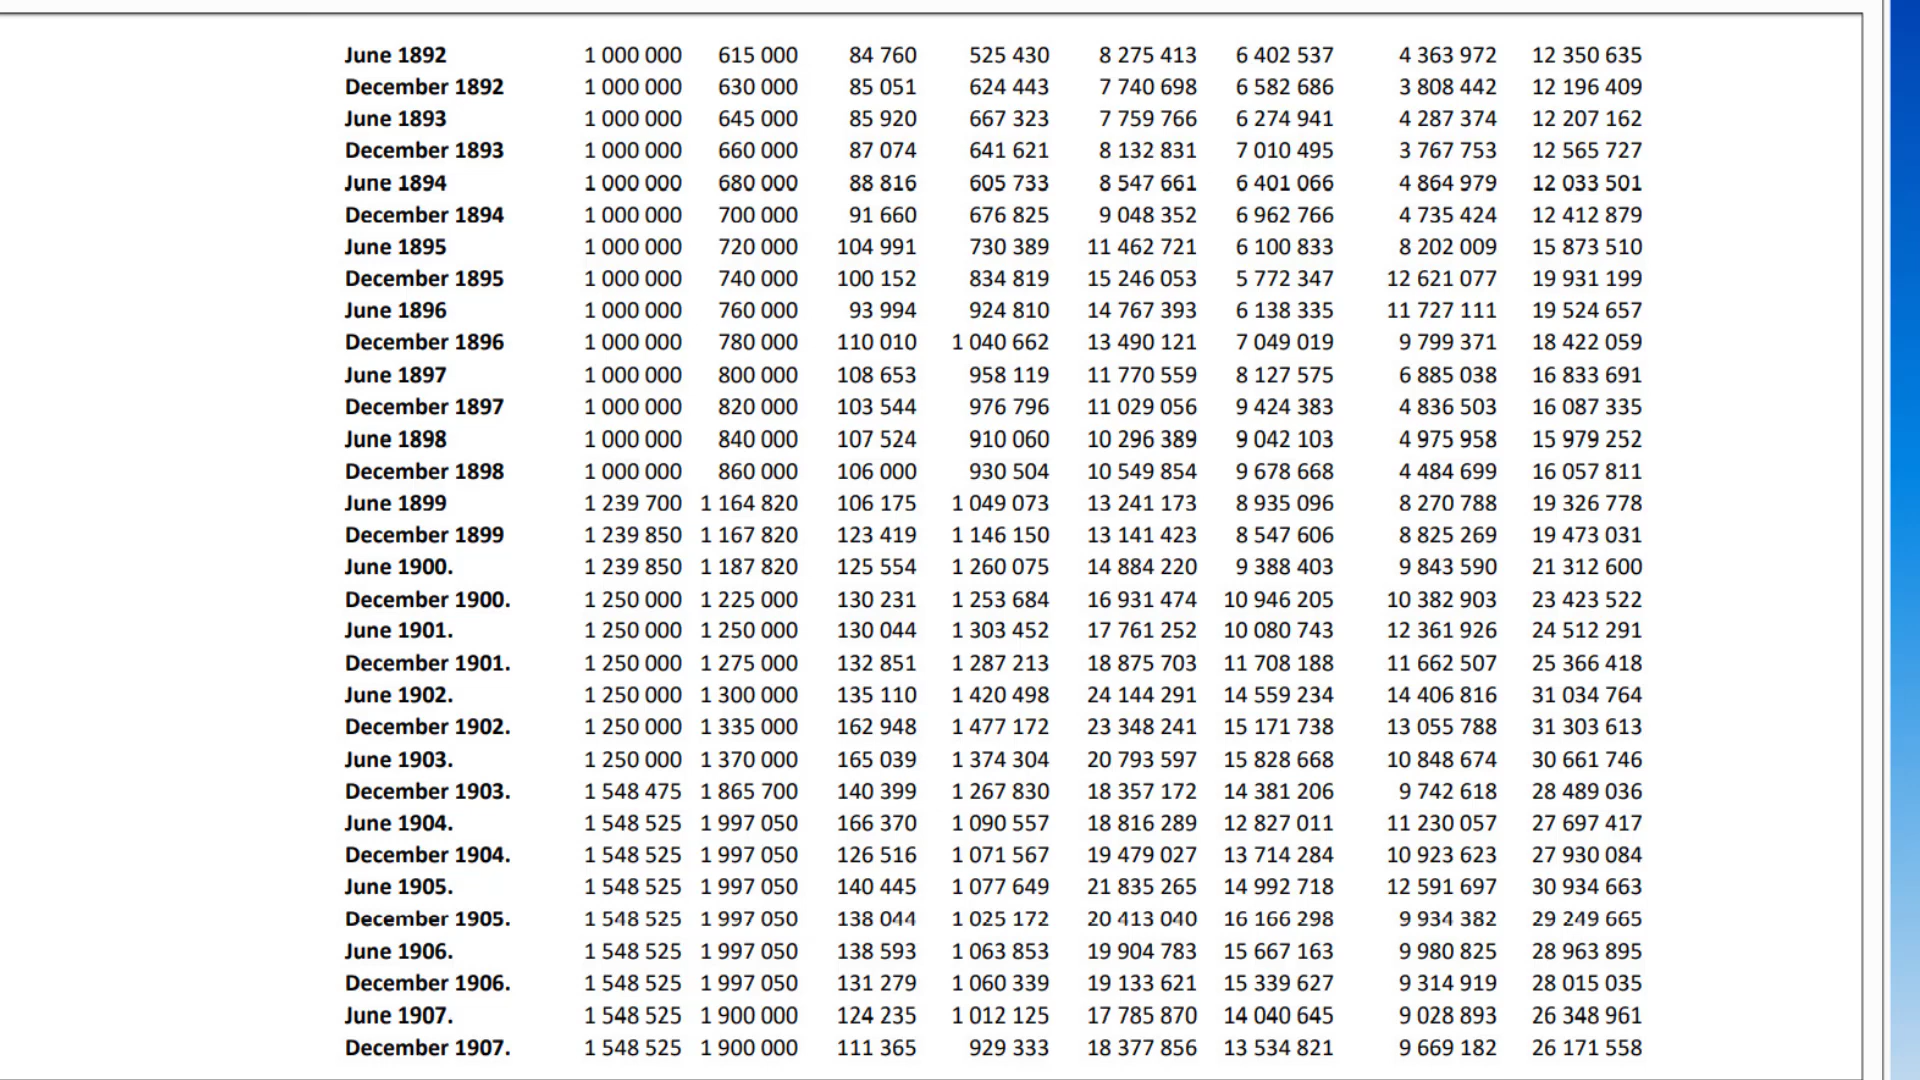 June 1892 1 000 000 615 000 84 760 525 430 8 275 413 6 402 537 4 363 972 12 350 635
December 1892 1 000 000 630 000 85 051 624 443 7 740 698 6 582 686 3 808 442 12 196 409
June 1893 1 000 000 645 000 85 920 667 323 7 759 766 6 274 941 4 287 374 12 207 162
December 1893 1 000 000 660 000 87 074 641 621 8 132 831 7 010 495 3 767 753 12 565 727
June 1894 1 000 000 680 000 88 816 605 733 8 547 661 6 401 066 4 864 979 12 033 501
December 1894 1 000 000 700 000 91 660 676 825 9 048 352 6 962 766 4 735 424 12 412 879
June 1895 1 000 000 720 000 104 991 730 389 11 462 721 6 100 833 8 202 009 15 873 510
December 1895 1 000 000 740 000 100 152 834 819 15 246 053 5 772 347 12 621 077 19 931 199
June 1896 1 000 000 760 000 93 994 924 810 14 767 393 6 138 335 11 727 111 19 524 657
December 1896 1 000 000 780 000 110 010 1 040 662 13 490 121 7 049 019 9 799 371 18 422 059
June 1897 1 000 000 800 000 108 653 958 119 11 770 559 8 127 575 6 885 038 16 833 691
December 1897 1 000 000 820 000 103 544 976 796 11 029 056 9 424 383 4 836 503 16 087 335
June 1898 1 000 000 840 000 107 524 910 060 10 296 389 9 042 103 4 975 958 15 979 252
December 1898 1 000 000 860 000 106 000 930 504 10 549 854 9 678 668 4 484 699 16 057 811
June 1899 1 239 700 1 164 820 106 175 1 049 073 13 241 173 8 935 096 8 270 788 19 326 778
December 1899 1 239 850 1 167 820 123 419 1 146 150 13 141 423 8 547 606 8 825 269 19 473 031
June 1900. 1 239 850 1 187 820 125 554 1 260 075 14 884 220 9 388 403 9 843 590 21 312 600
December 1900. 1 250 000 1 225 000 130 231 1 253 684 16 931 474 10 946 205 10 382 903 23 423 522
June 1901. 1 250 000 1 250 000 130 044 1 303 452 17 761 252 10 080 743 12 361 926 24 512 291
December 1901. 1 250 000 1 275 000 132 851 1 287 213 18 875 703 11 708 188 11 662 507 25 366 418
June 1902. 1 250 000 1 300 000 135 110 1 420 498 24 144 291 14 559 234 14 406 816 31 034 764
December 1902. 1 250 000 1 335 000 162 948 1 477 172 23 348 241 15 171 738 13 055 788 31 303 613
June 1903. 1 250 000 1 370 000 165 039 1 374 304 20 793 597 15 828 668 10 848 674 30 661 746
December 1903. 1 548 475 1 865 700 140 399 1 267 830 18 357 172 14 381 206 9 742 618 28 489 036
June 1904. 1 548 525 1 997 050 166 370 1 090 557 18 816 289 12 827 011 11 230 057 27 697 417
December 1904. 1 548 525 1 997 050 126 516 1 071 567 19 479 027 13 714 284 10 923 623 27 930 084
June 1905. 1 548 525 1 997 050 140 445 1 077 649 21 835 265 14 992 718 12 591 697 30 934 663
December 1905. 1 548 525 1 997 050 138 044 1 025 172 20 413 040 16 166 298 9 934 382 29 249 665
June 1906. 1 548 525 1 997 050 138 593 1 063 853 19 904 783 15 667 163 9 980 825 28 963 895
December 1906. 1 548 525 1 997 050 131 279 1 060 339 19 133 621 15 339 627 9 314 919 28 015 035
June 1907. 1 548 525 1 900 000 124 235 1 012 125 17 785 870 14 040 645 9 028 893 26 348 961
December 1907. 1 548 525 1 900 000 111 365 929 333 18 377 856 13 534 821 9 669 182 26 171 558